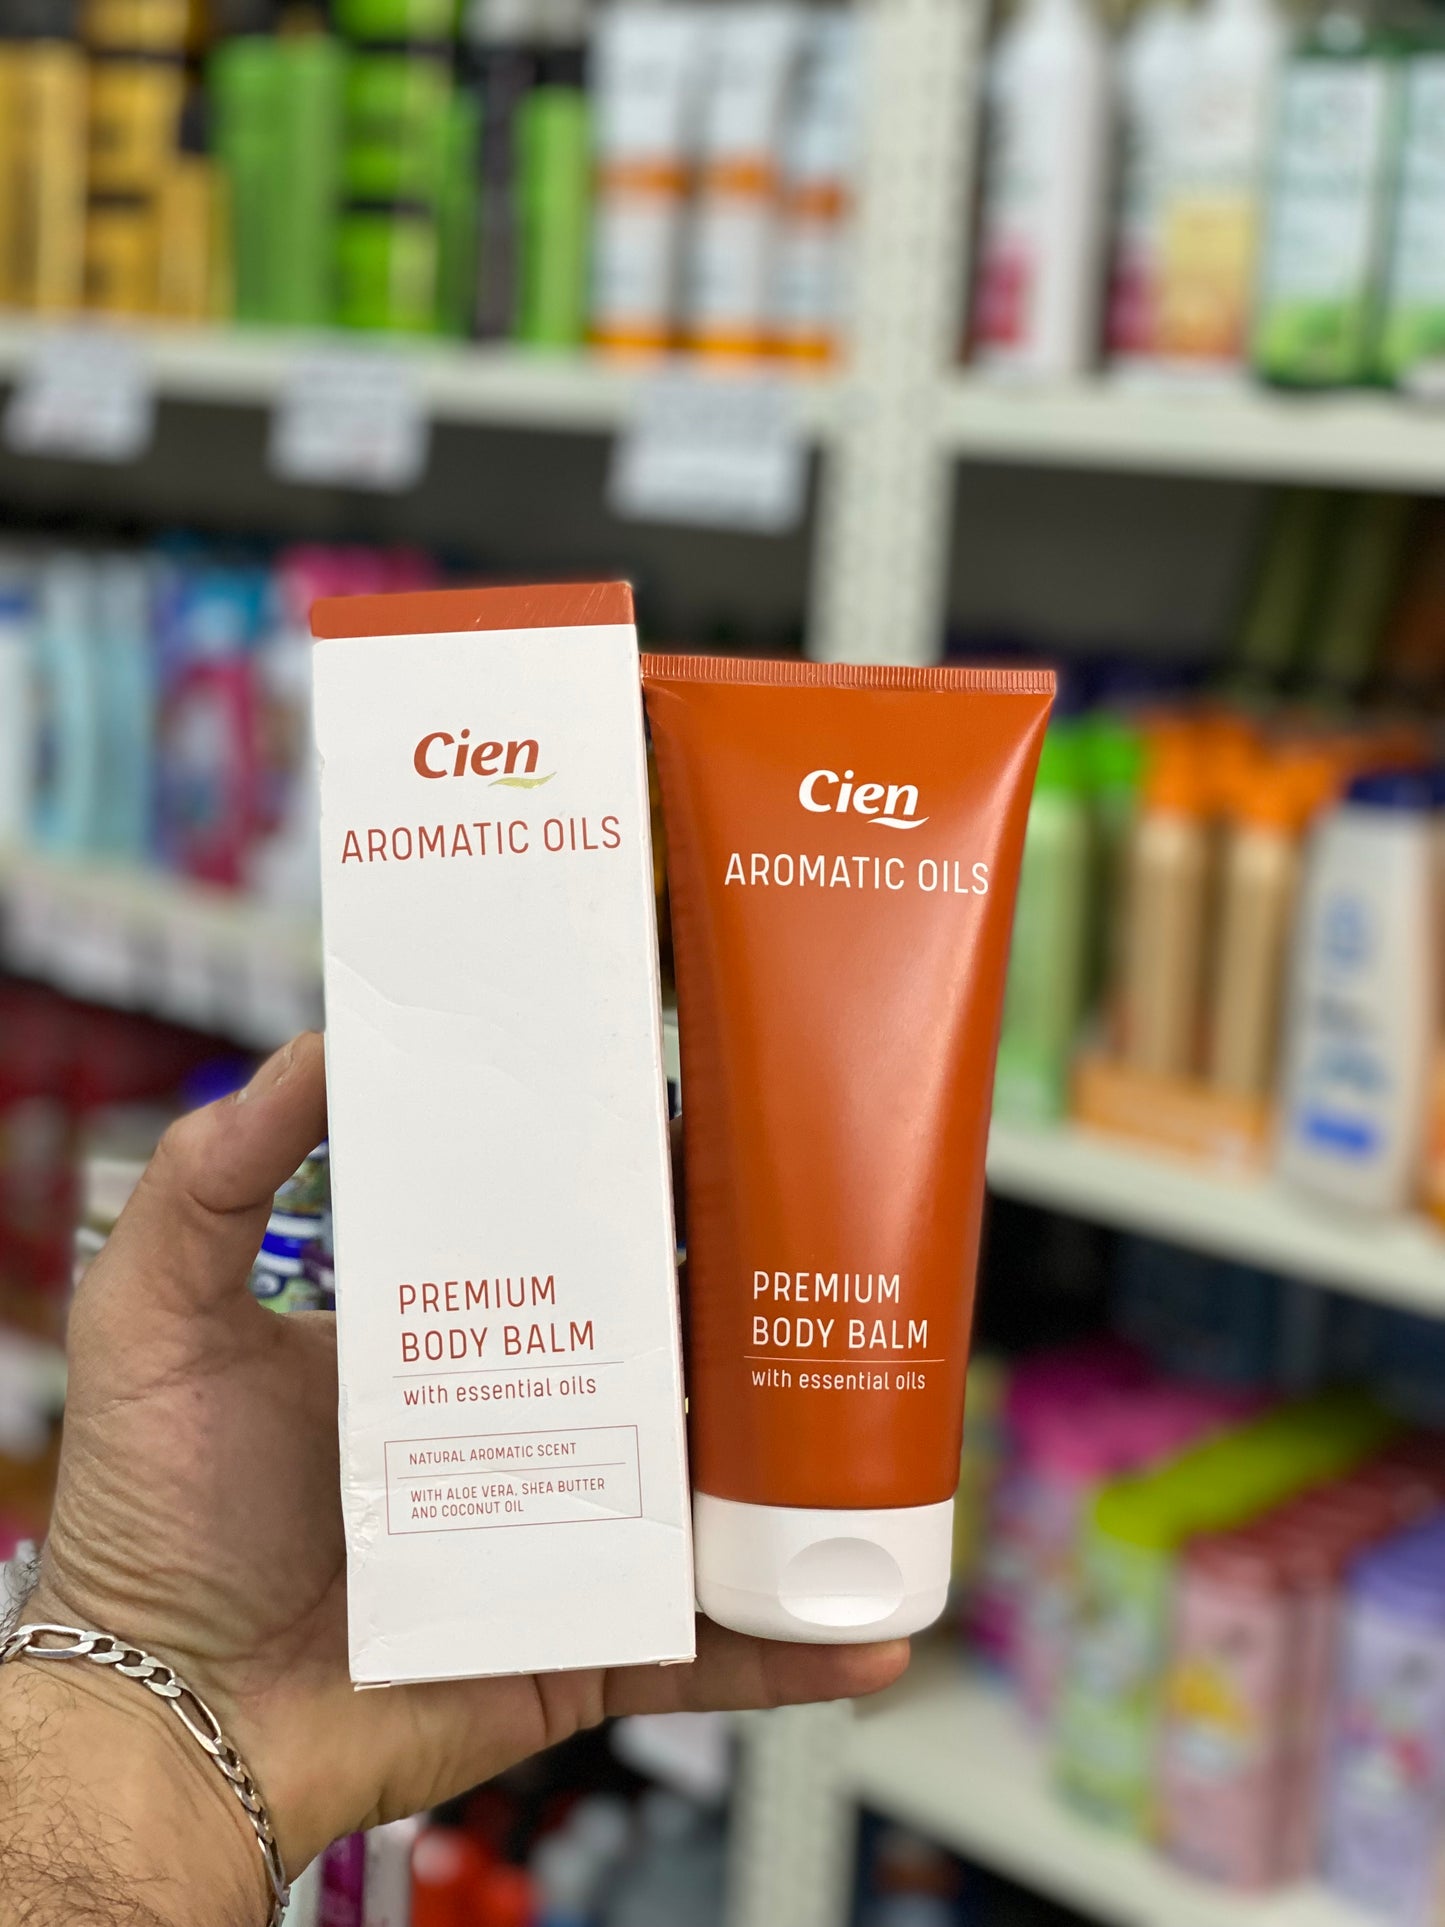 Cien
AROMATIC OILS
PREMIUM
BODY BALM
with essential oils
NATURAL AROMATIC SCENT
WITH ALOE VERA, SHEA BUTTER
AND COCONUT OIL
Cien
AROMATIC OILS
PREMIUM
BODY BALM
with essential oils